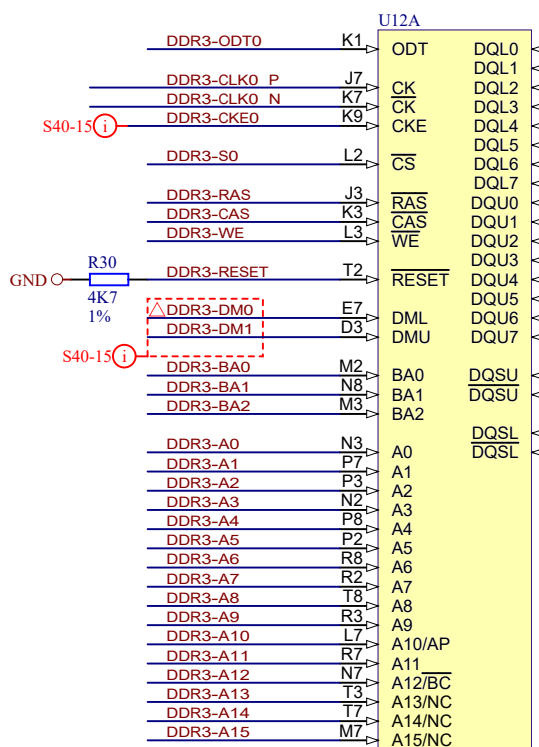 U12A
DDR3-ODT0 K1 ODT DQL0
DQL1
DDR3-CLK0_P J7 CK DQL2
DDR3-CLK0_N K7 CK DQL3
S40-15 i DDR3-CKE0 K9 CKE DQL4
DQL5
DDR3-S0 L2 CS DQL6
DQL7
DDR3-RAS J3 RAS DQU0
DDR3-CAS K3 CAS DQU1
DDR3-WE L3 WE DQU2
R30 DQU3
GND DDR3-RESET T2 RESET DQU4
4K7 DQU5
1% DDR3-DM0 E7 DML DQU6
DDR3-DM1 D3 DMU DQU7
S40-15 i
DDR3-BA0 M2 BA0 DQSU
DDR3-BA1 N8 BA1 DQSU
DDR3-BA2 M3 BA2
DQSL
DDR3-A0 N3 A0 DQSL
DDR3-A1 P7 A1
DDR3-A2 P3 A2
DDR3-A3 N2 A3
DDR3-A4 P8 A4
DDR3-A5 P2 A5
DDR3-A6 R8 A6
DDR3-A7 R2 A7
DDR3-A8 T8 A8
DDR3-A9 R3 A9
DDR3-A10 L7 A10/AP
DDR3-A11 R7 A11
DDR3-A12 N7 A12/BC
DDR3-A13 T3 A13/NC
DDR3-A14 T7 A14/NC
DDR3-A15 M7 A15/NC